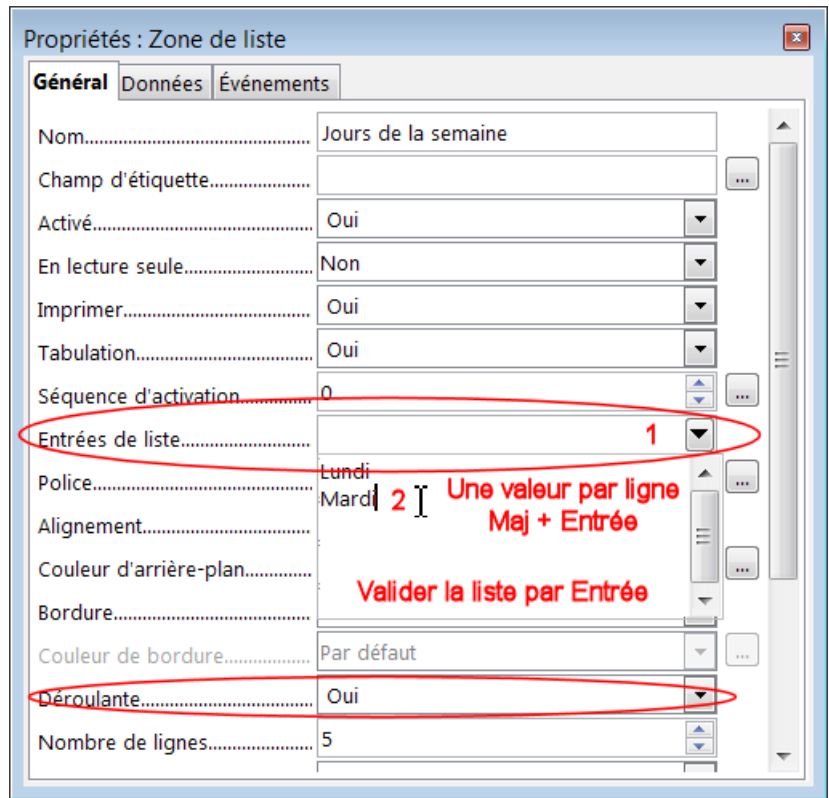 Propriétés : Zone de liste
Général Données Événements
Nom............................................. Jours de la semaine
Champ d'étiquette..................... ...
Activé............................................ Oui
En lecture seule........................... Non
Imprimer....................................... Oui
Tabulation.................................... Oui
Séquence d'activation............... 0 ...
Entrées de liste........................... 1
Police............................................. Lundi ...
Mardi 2 Une valeur par ligne
Maj + Entrée
Alignement..................................
Couleur d'arrière-plan.............. ...
Valider la liste par Entrée
Bordure.........................................
Couleur de bordure.................. Par défaut ...
Déroulante.................................... Oui
Nombre de lignes...................... 5